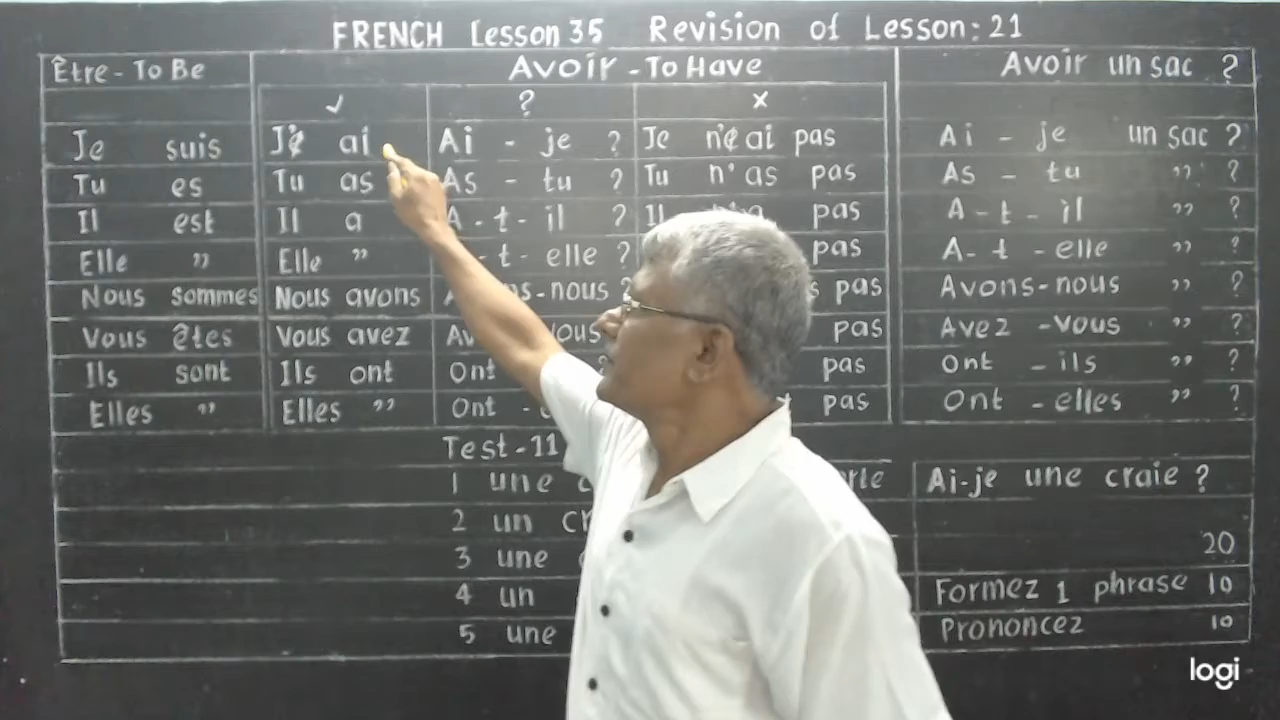 FRENCH Lesson 35 Revision of Lesson: 21
Être - To Be Avoir - To Have Avoir un sac ?
✓ ? x
Je suis J'e ai Ai - je ? Je n'e ai pas Ai - je un sac ?
Tu es Tu as As - tu ? Tu n'as pas As - tu " ?
Il est Il a A - t - il ? Il pas A - t - il " ?
Elle " Elle " - t - elle ? pas A - t - elle " ?
Nous sommes Nous avons - nous ? pas Avons - nous " ?
Vous êtes Vous avez pas Avez - vous " ?
Ils sont Ils ont Ont pas Ont - ils " ?
Elles " Elles " Ont - pas Ont - elles " ?
Test - 11
1 une Ai-je une craie ?
2 un
3 une 20
4 un Formez 1 phrase 10
5 une Prononcez 10
logi